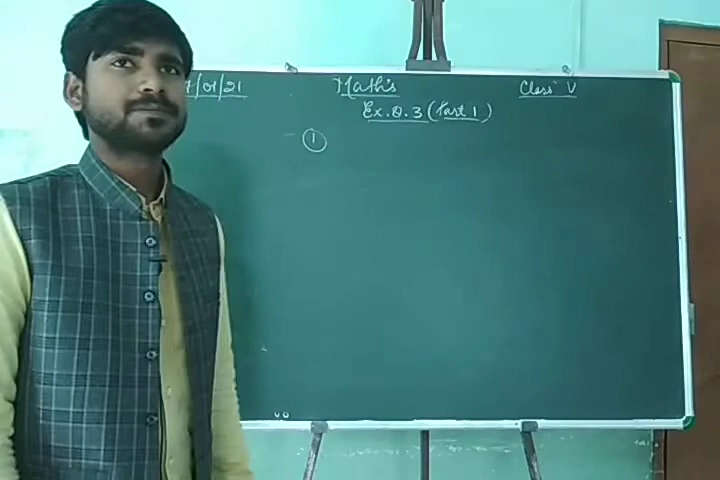 /01/21 Maths Class V
Ex. 8.3 (Part 1)
1